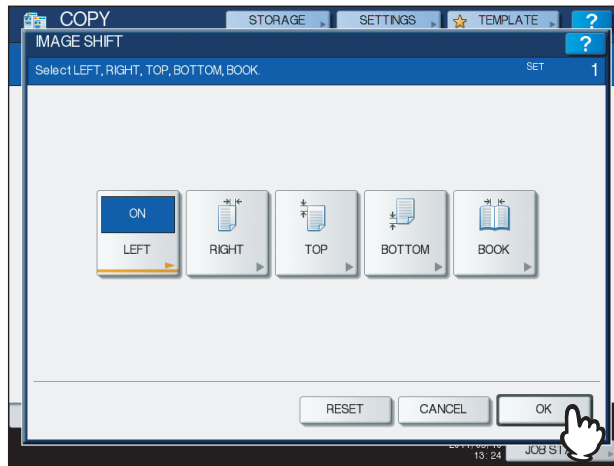 COPY STORAGE SETTINGS TEMPLATE ?
IMAGE SHIFT ?
Select LEFT, RIGHT, TOP, BOTTOM, BOOK. SET 1
ON
LEFT RIGHT TOP BOTTOM BOOK
RESET CANCEL OK
13:24 JOB